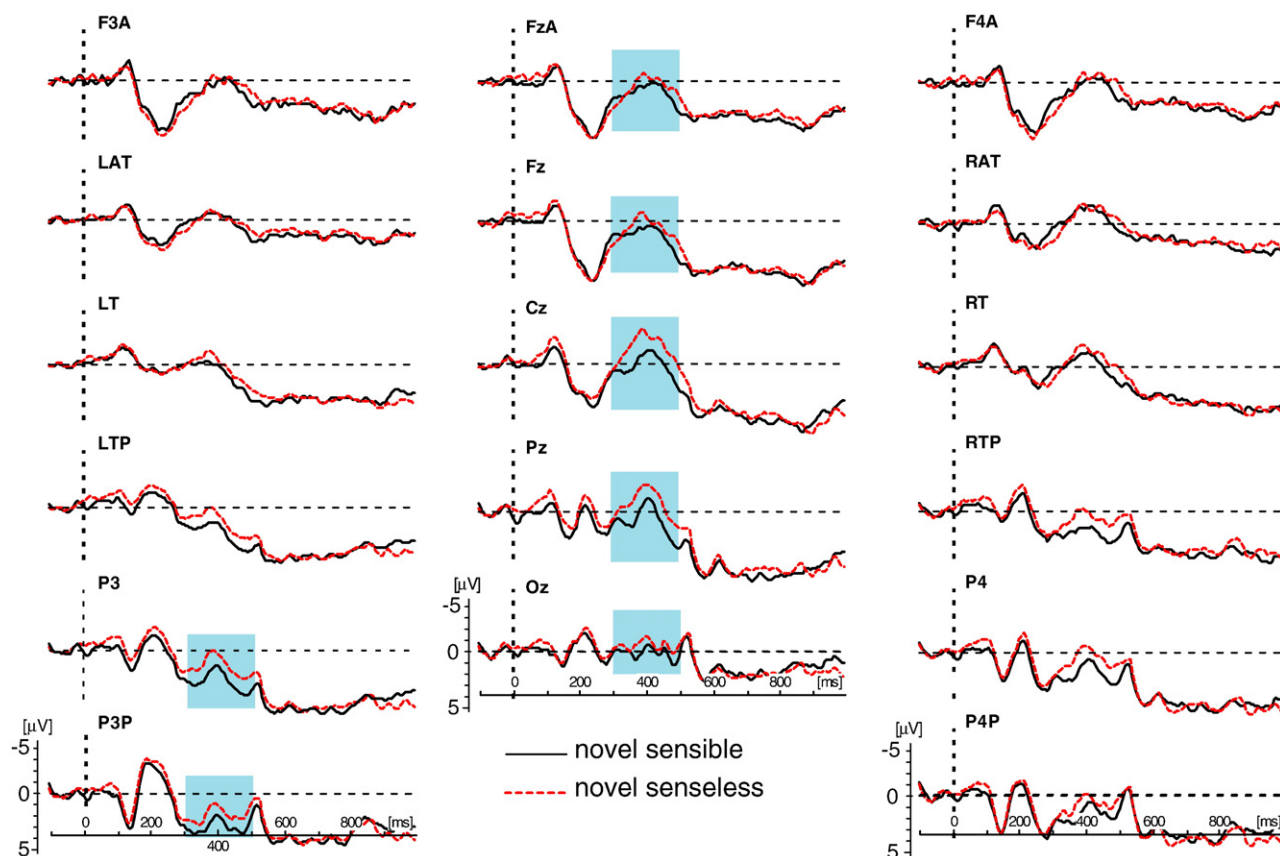 F3A
FzA
F4A
LAT
Fz
RAT
LT
Cz
RT
LTP
Pz
RTP
P3
[μV]
-5
0
5
Oz
0 200 400 600 800 [ms]
P4
[μV]
-5
0
5
P3P
0 200 400 600 800 [ms]
novel sensible
novel senseless
[μV]
-5
0
5
P4P
0 200 400 600 800 [ms]